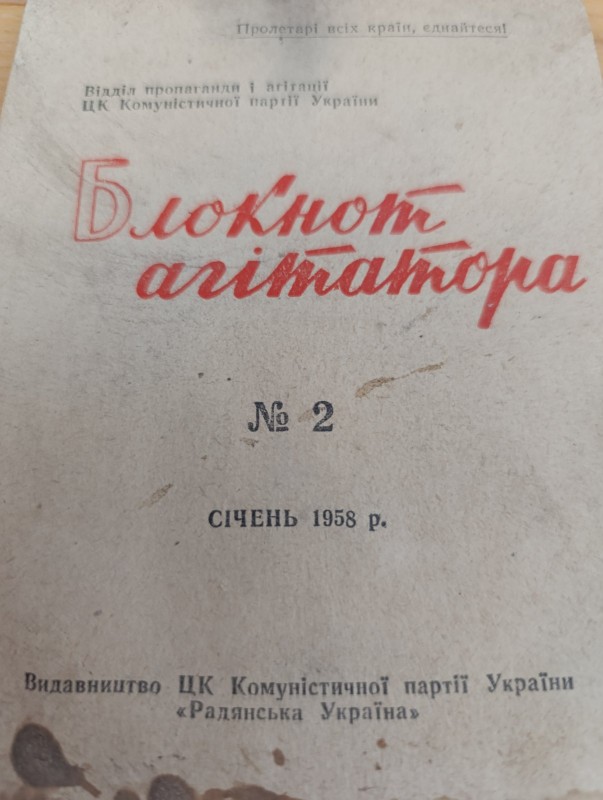 Пролетарі всіх країн, єднайтеся!
Відділ пропаганди і агітації
ЦК Комуністичної партії України
Блокнот
агітатора
№ 2
СІЧЕНЬ 1958 р.
Видавництво ЦК Комуністичної партії України
«Радянська Україна»